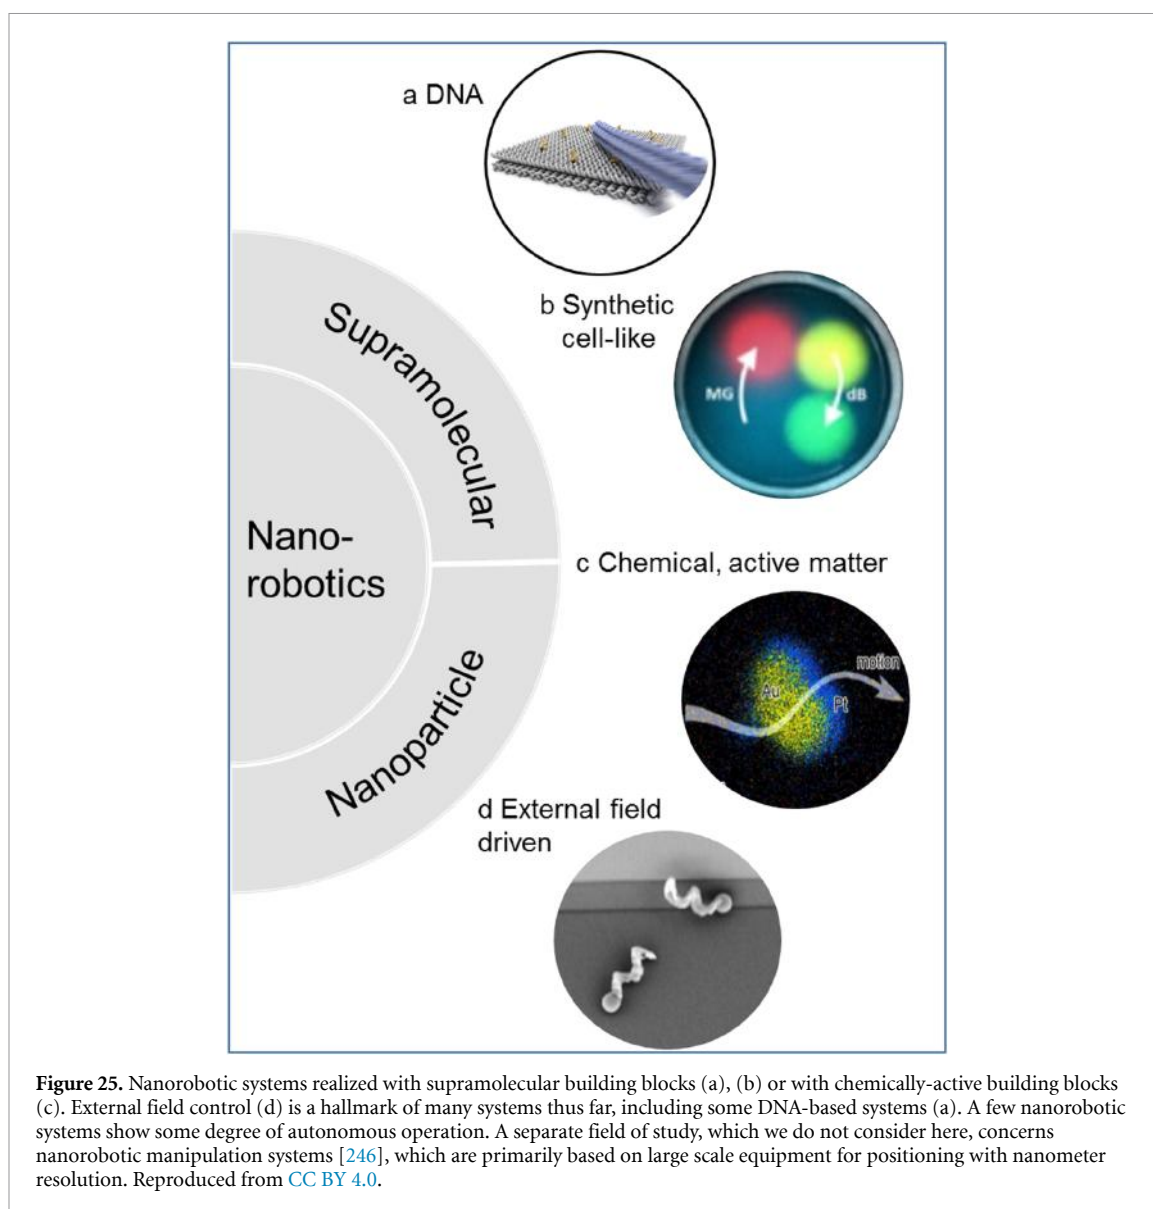 a DNA
b Synthetic
cell-like
MG
dB
Supramolecular
Nano-
robotics
c Chemical, active matter
motion
Au
Pt
Nanoparticle
d External field
driven
Figure 25. Nanorobotic systems realized with supramolecular building blocks (a), (b) or with chemically-active building blocks
(c). External field control (d) is a hallmark of many systems thus far, including some DNA-based systems (a). A few nanorobotic
systems show some degree of autonomous operation. A separate field of study, which we do not consider here, concerns
nanorobotic manipulation systems [246], which are primarily based on large scale equipment for positioning with nanometer
resolution. Reproduced from CC BY 4.0.